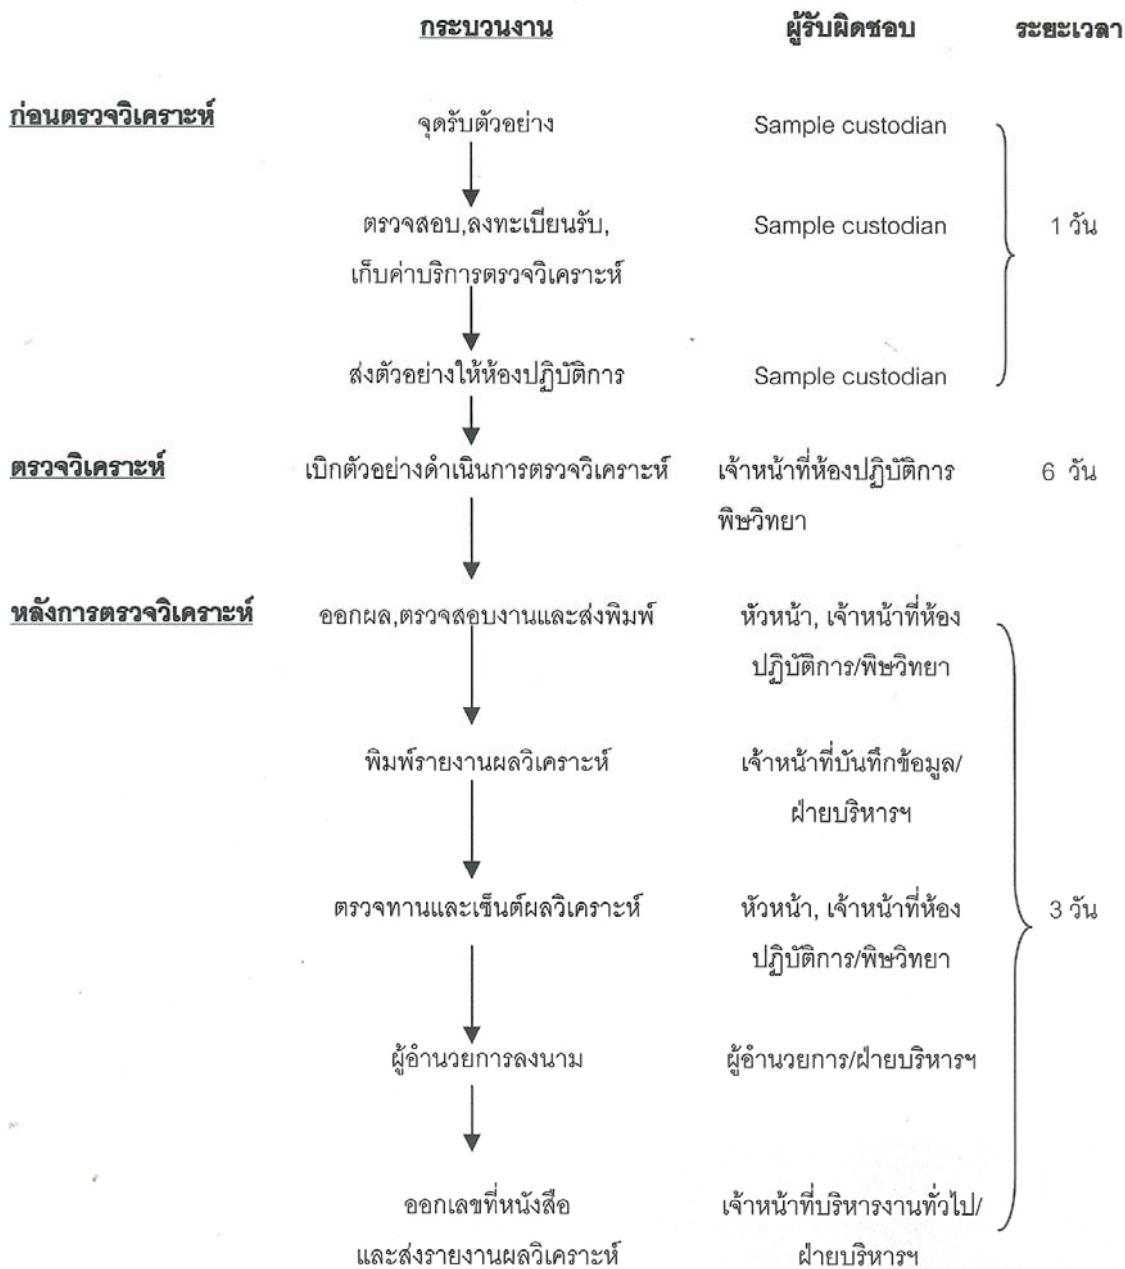 กระบวนงาน ผู้รับผิดชอบ ระยะเวลา
ก่อนตรวจวิเคราะห์ จุดรับตัวอย่าง Sample custodian
ตรวจสอบ,ลงทะเบียนรับ, Sample custodian 1 วัน
เก็บค่าบริการตรวจวิเคราะห์
ส่งตัวอย่างให้ห้องปฏิบัติการ Sample custodian
ตรวจวิเคราะห์ เบิกตัวอย่างดำเนินการตรวจวิเคราะห์ เจ้าหน้าที่ห้องปฏิบัติการ 6 วัน
พิษวิทยา
หลังการตรวจวิเคราะห์ ออกผล,ตรวจสอบงานและส่งพิมพ์ หัวหน้า, เจ้าหน้าที่ห้อง
ปฏิบัติการ/พิษวิทยา
พิมพ์รายงานผลวิเคราะห์ เจ้าหน้าที่บันทึกข้อมูล/
ฝ่ายบริหารฯ
ตรวจทานและเซ็นต์ผลวิเคราะห์ หัวหน้า, เจ้าหน้าที่ห้อง 3 วัน
ปฏิบัติการ/พิษวิทยา
ผู้อำนวยการลงนาม ผู้อำนวยการ/ฝ่ายบริหารฯ
ออกเลขที่หนังสือ เจ้าหน้าที่บริหารงานทั่วไป/
และส่งรายงานผลวิเคราะห์ ฝ่ายบริหารฯ